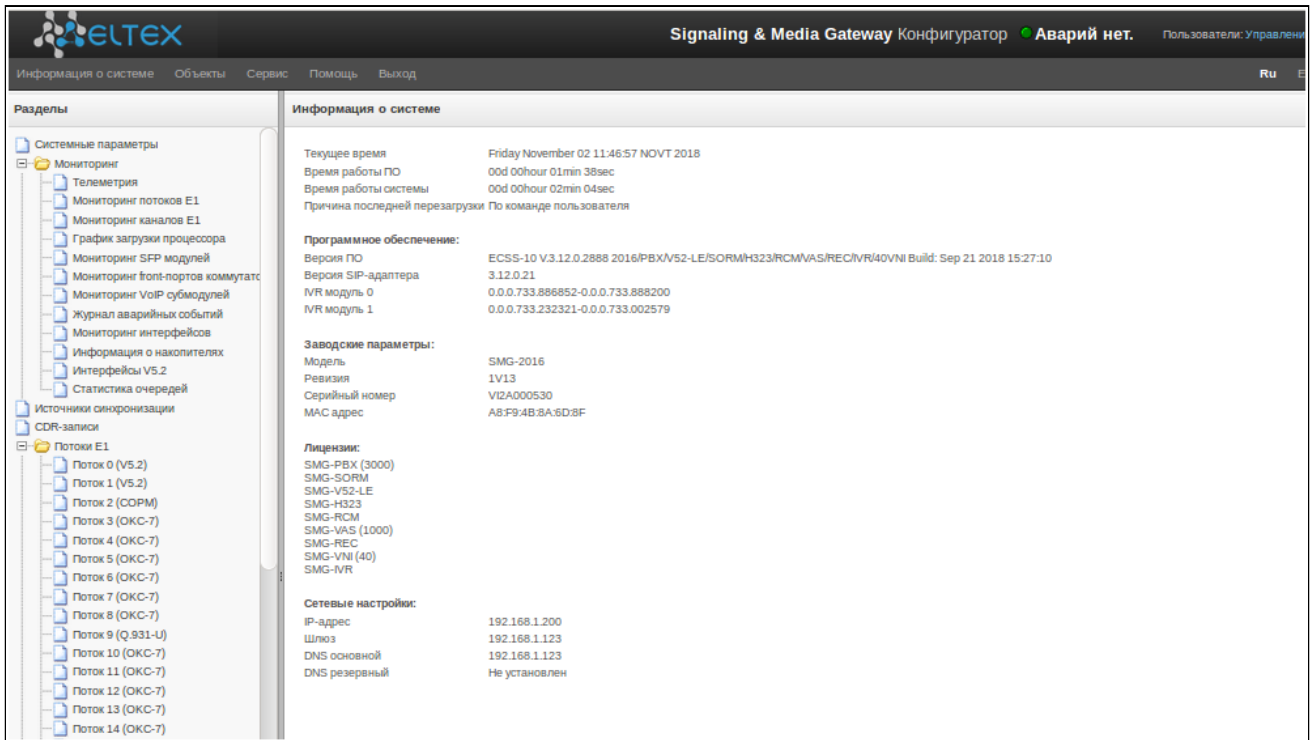 ELTEX
Signaling & Media Gateway Конфигуратор Аварий нет. Пользователи: Управлени
Информация о системе Объекты Сервис Помощь Выход Ru E
Разделы
Системные параметры
Мониторинг
Телеметрия
Мониторинг потоков E1
Мониторинг каналов E1
График загрузки процессора
Мониторинг SFP модулей
Мониторинг front-портов коммутато
Мониторинг VoIP субмодулей
Журнал аварийных событий
Мониторинг интерфейсов
Информация о накопителях
Интерфейсы V5.2
Статистика очередей
Источники синхронизации
CDR-записи
Потоки E1
Поток 0 (V5.2)
Поток 1 (V5.2)
Поток 2 (СОРМ)
Поток 3 (ОКС-7)
Поток 4 (ОКС-7)
Поток 5 (ОКС-7)
Поток 6 (ОКС-7)
Поток 7 (ОКС-7)
Поток 8 (ОКС-7)
Поток 9 (Q.931-U)
Поток 10 (ОКС-7)
Поток 11 (ОКС-7)
Поток 12 (ОКС-7)
Поток 13 (ОКС-7)
Поток 14 (ОКС-7)
Информация о системе
Текущее время Friday November 02 11:46:57 NOVT 2018
Время работы ПО 00d 00hour 01min 38sec
Время работы системы 00d 00hour 02min 04sec
Причина последней перезагрузки По команде пользователя
Программное обеспечение:
Версия ПО ECSS-10 V.3.12.0.2888 2016/PBX/V52-LE/SORM/H323/RCM/VAS/REC/IVR/40VNI Build: Sep 21 2018 15:27:10
Версия SIP-адаптера 3.12.0.21
IVR модуль 0 0.0.0.733.886852-0.0.0.733.888200
IVR модуль 1 0.0.0.733.232321-0.0.0.733.002579
Заводские параметры:
Модель SMG-2016
Ревизия 1V13
Серийный номер VI2A000530
MAC адрес A8:F9:4B:8A:6D:8F
Лицензии:
SMG-PBX (3000)
SMG-SORM
SMG-V52-LE
SMG-H323
SMG-RCM
SMG-VAS (1000)
SMG-REC
SMG-VNI (40)
SMG-IVR
Сетевые настройки:
IP-адрес 192.168.1.200
Шлюз 192.168.1.123
DNS основной 192.168.1.123
DNS резервный Не установлен